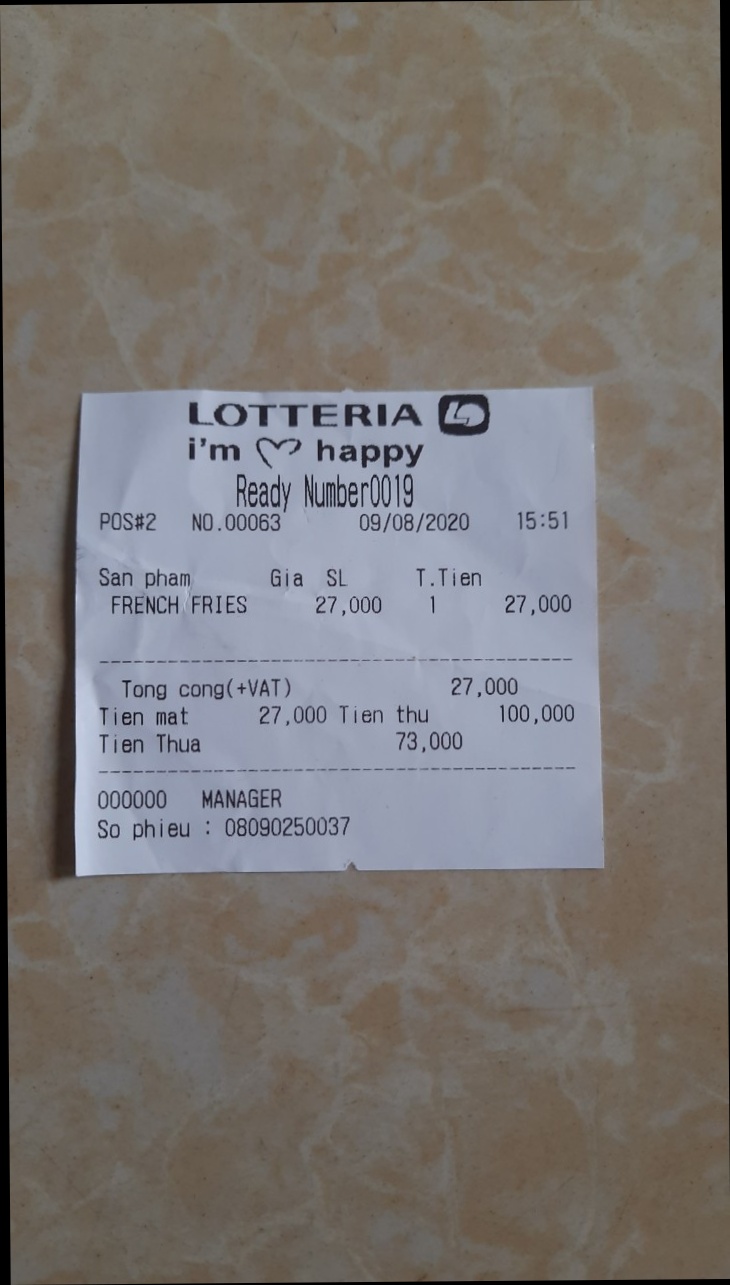 LOTTERIA
i'm happy
Ready Number0019
POS#2 NO.00063 09/08/2020 15:51
San pham Gia SL T.Tien
FRENCH FRIES 27,000 1 27,000
Tong cong(+VAT) 27,000
Tien mat 27,000 Tien thu 100,000
Tien Thua 73,000
000000 MANAGER
So phieu : 08090250037